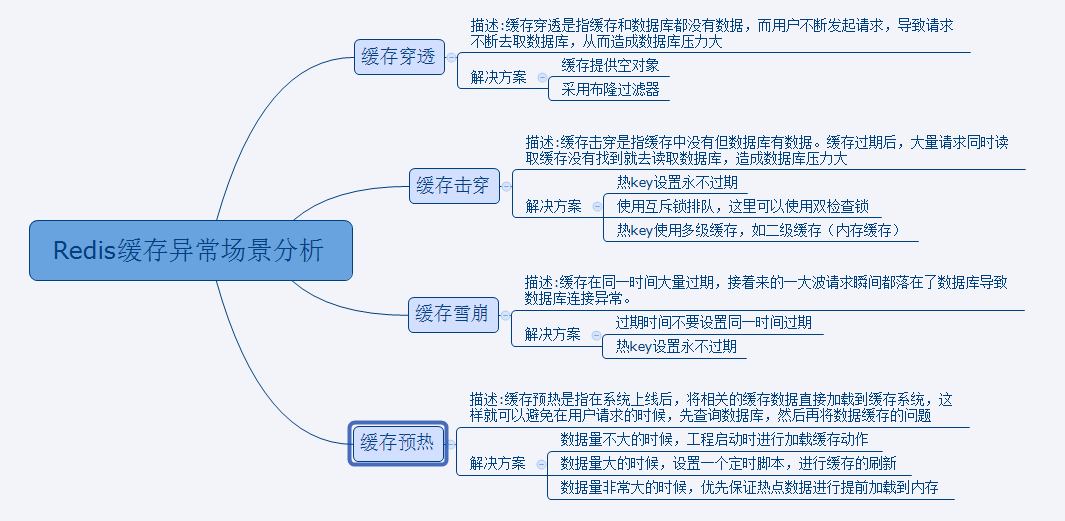 Redis缓存异常场景分析
缓存穿透
描述:缓存穿透是指缓存和数据库都没有数据，而用户不断发起请求，导致请求
不断去取数据库，从而造成数据库压力大
解决方案
缓存提供空对象
采用布隆过滤器
缓存击穿
描述:缓存击穿是指缓存中没有但数据库有数据。缓存过期后，大量请求同时读
取缓存没有找到就去读取数据库，造成数据库压力大
解决方案
热key设置永不过期
使用互斥锁排队，这里可以使用双检查锁
热key使用多级缓存，如二级缓存（内存缓存）
缓存雪崩
描述:缓存在同一时间大量过期，接着来的一大波请求瞬间都落在了数据库导致
数据库连接异常。
解决方案
过期时间不要设置同一时间过期
热key设置永不过期
缓存预热
描述:缓存预热是指在系统上线后，将相关的缓存数据直接加载到缓存系统，这
样就可以避免在用户请求的时候，先查询数据库，然后再将数据缓存的问题
解决方案
数据量不大的时候，工程启动时进行加载缓存动作
数据量大的时候，设置一个定时脚本，进行缓存的刷新
数据量非常大的时候，优先保证热点数据进行提前加载到内存